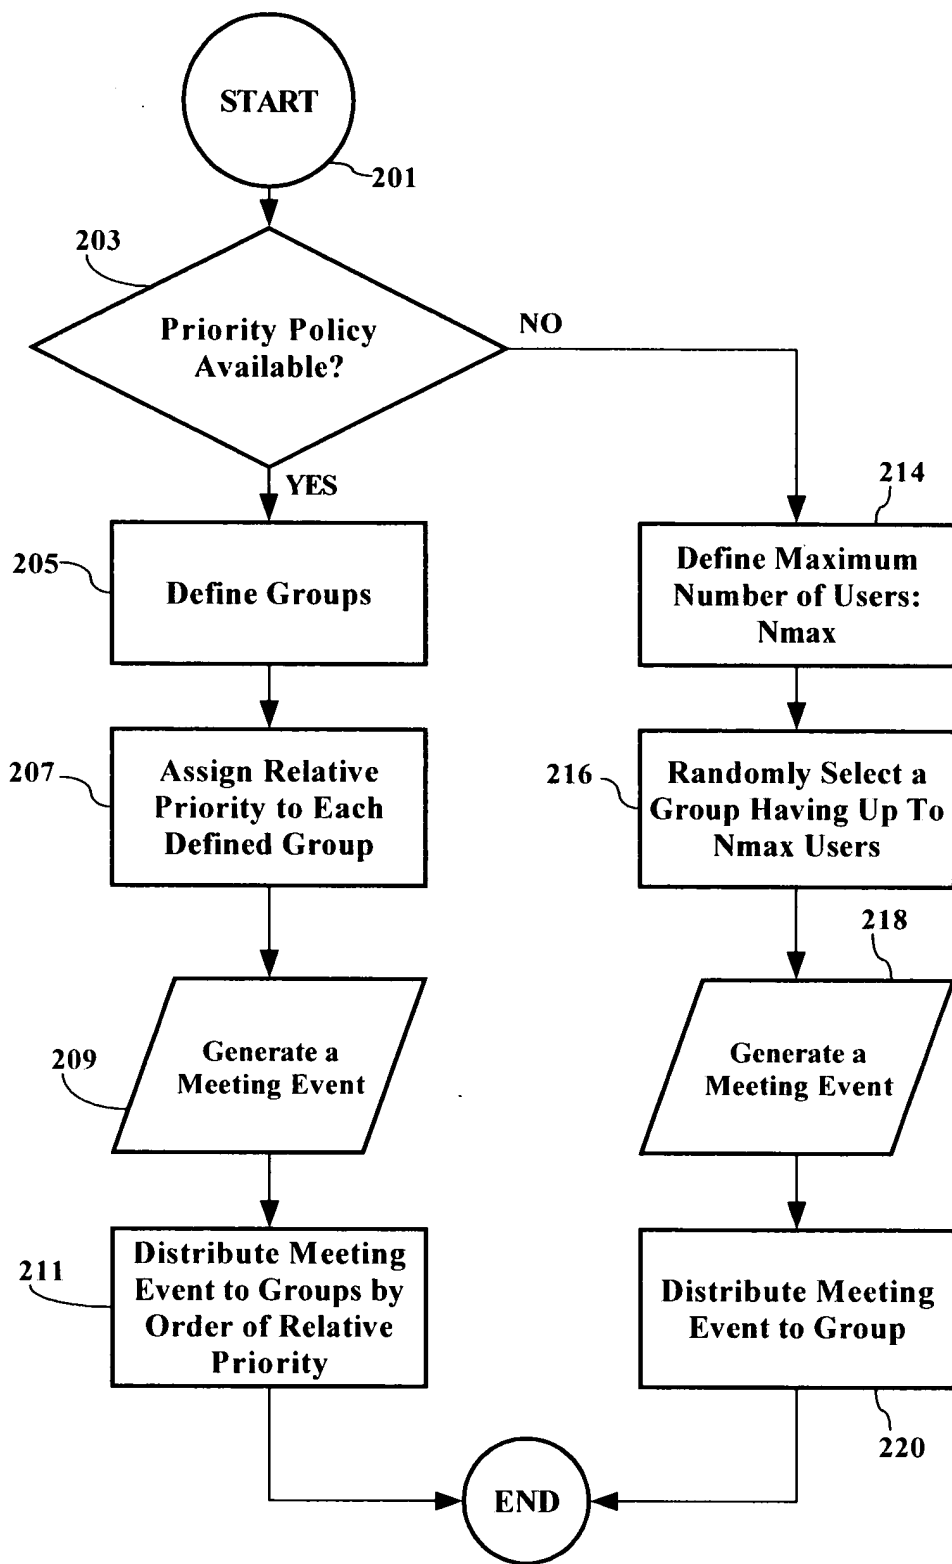 START
201
203
Priority Policy
Available?
NO
YES
205
Define Groups
207
Assign Relative
Priority to Each
Defined Group
209
Generate a
Meeting Event
211
Distribute Meeting
Event to Groups by
Order of Relative
Priority
214
Define Maximum
Number of Users:
Nmax
216
Randomly Select a
Group Having Up To
Nmax Users
218
Generate a
Meeting Event
Distribute Meeting
Event to Group
220
END